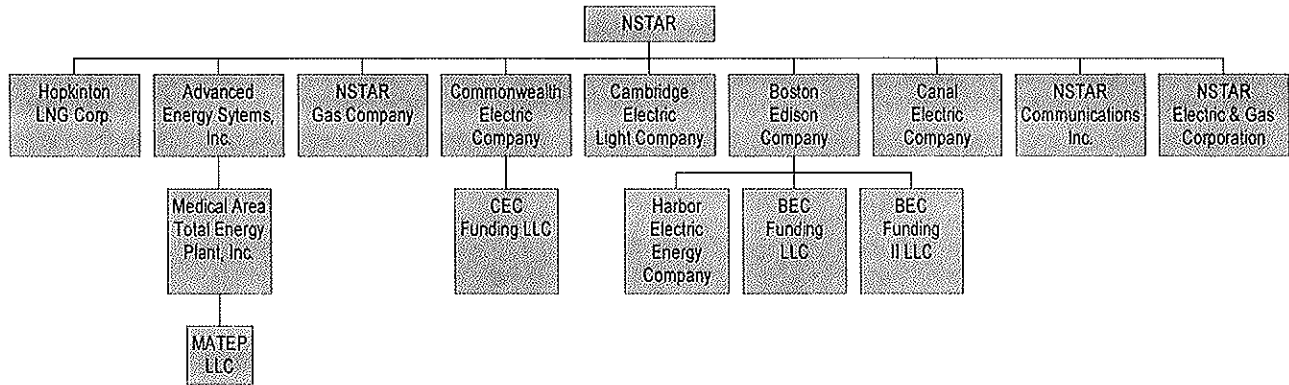 NSTAR
Hopkinton
LNG Corp.
Advanced
Energy Sytems,
Inc.
NSTAR
Gas Company
Commonwealth
Electric
Company
Cambridge
Electric
Light Company
Boston
Edison
Company
Canal
Electric
Company
NSTAR
Communications
Inc.
NSTAR
Electric & Gas
Corporation
Medical Area
Total Energy
Plant, Inc.
CEC
Funding LLC
Harbor
Electric
Energy
Company
BEC
Funding
LLC
BEC
Funding
II LLC
MATEP
LLC